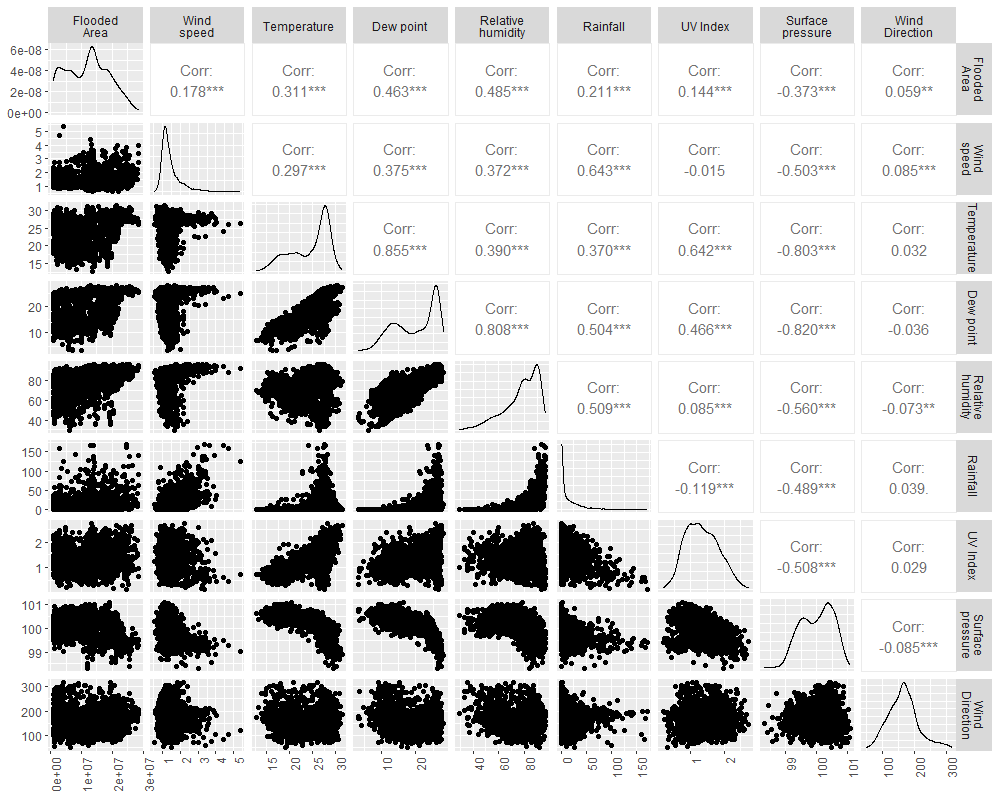 Flooded
Area
Wind
speed
Temperature
Dew point
Relative
humidity
Rainfall
UV Index
Surface
pressure
Wind
Direction
6e-08
4e-08
2e-08
0e+00
Corr:
0.178***
Corr:
0.311***
Corr:
0.463***
Corr:
0.485***
Corr:
0.211***
Corr:
0.144***
Corr:
-0.373***
Corr:
0.059**
Flooded
Area
5
4
3
2
1
Corr:
0.297***
Corr:
0.375***
Corr:
0.372***
Corr:
0.643***
Corr:
-0.015
Corr:
-0.503***
Corr:
0.085***
Wind
speed
30
25
20
15
Corr:
0.855***
Corr:
0.390***
Corr:
0.370***
Corr:
0.642***
Corr:
-0.803***
Corr:
0.032
Temperature
20
10
Corr:
0.808***
Corr:
0.504***
Corr:
0.466***
Corr:
-0.820***
Corr:
-0.036
Dew point
80
60
40
Corr:
0.509***
Corr:
0.085***
Corr:
-0.560***
Corr:
-0.073**
Relative
humidity
150
100
50
0
Corr:
-0.119***
Corr:
-0.489***
Corr:
0.039.
Rainfall
2
1
Corr:
-0.508***
Corr:
0.029
UV Index
101
100
99
Corr:
-0.085***
Surface
pressure
300
200
100
Wind
Direction
0e+00
1e+07
2e+07
3e+07
1
2
3
4
5
15
20
25
30
10
20
40
60
80
0
50
100
150
1
2
99
100
101
100
200
300